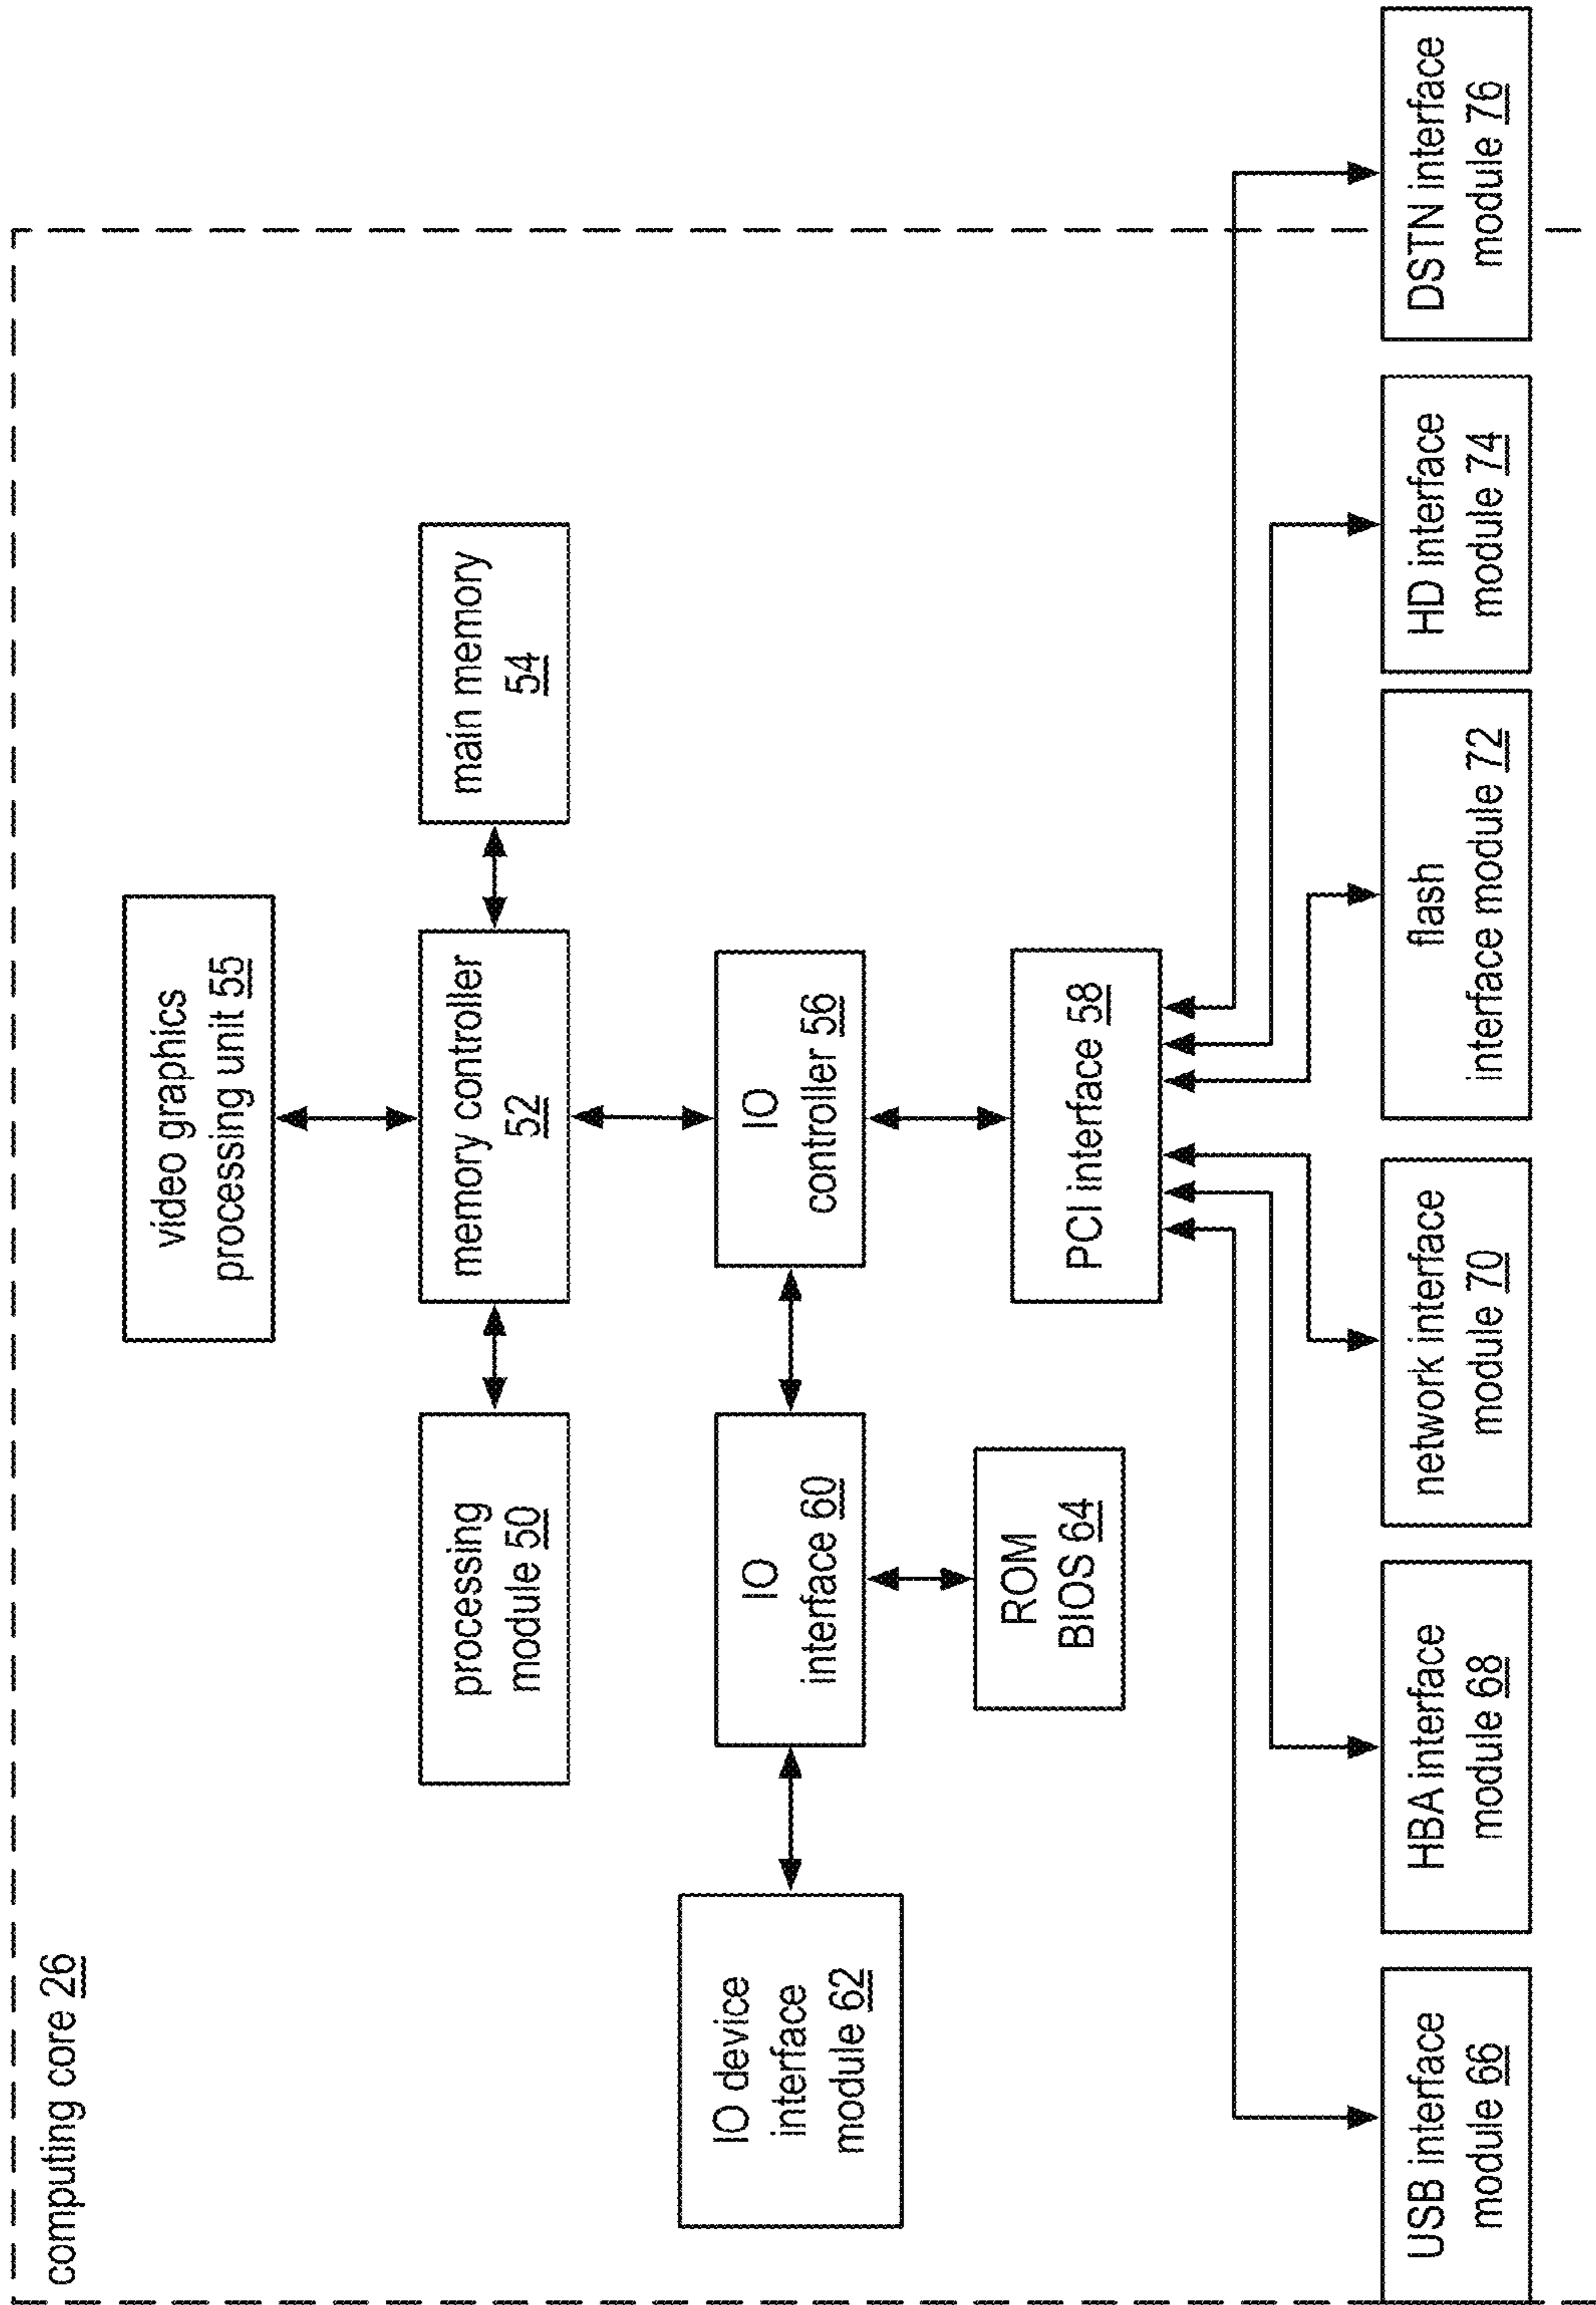 computing core 26
video graphics
processing unit 55
processing
module 50
memory controller
52
main memory
54
IO device
interface
module 62
IO
interface 60
IO
controller 56
ROM
BIOS 64
PCI interface 58
USB interface
module 66
HBA interface
module 68
network interface
module 70
flash
interface module 72
HD interface
module 74
DSTN interface
module 76